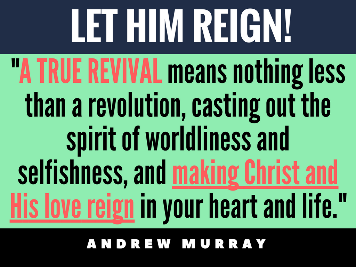 LET HIM REIGN!
"A TRUE REVIVAL means nothing less
than a revolution, casting out the
spirit of worldliness and
selfishness, and making Christ and
His love reign in your heart and life."
ANDREW MURRAY